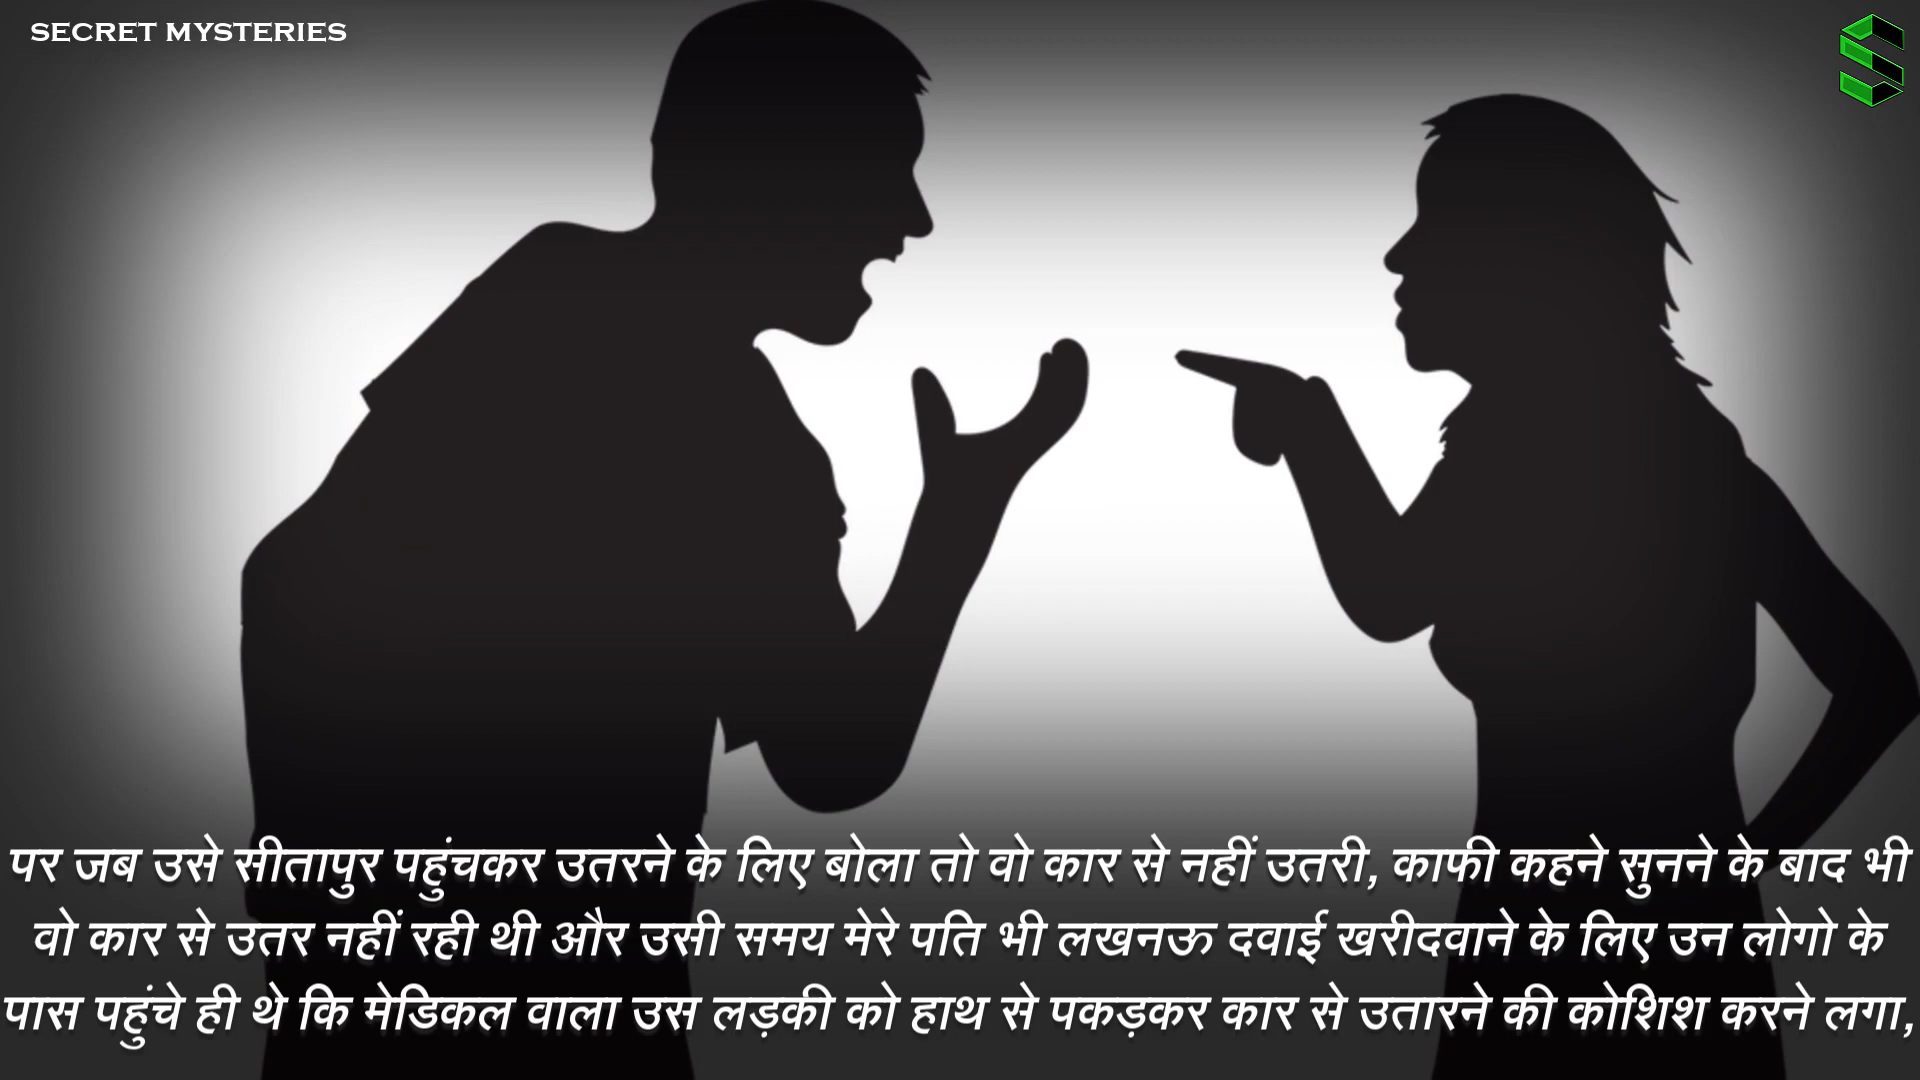 SECRET MYSTERIES
पर जब उसे सीतापुर पहुंचकर उतरने के लिए बोला तो वो कार से नहीं उतरी, काफी कहने सुनने के बाद भी
वो कार से उतर नहीं रही थी और उसी समय मेरे पति भी लखनऊ दवाई खरीदवाने के लिए उन लोगो के
पास पहुंचे ही थे कि मेडिकल वाला उस लड़की को हाथ से पकड़कर कार से उतारने की कोशिश करने लगा,